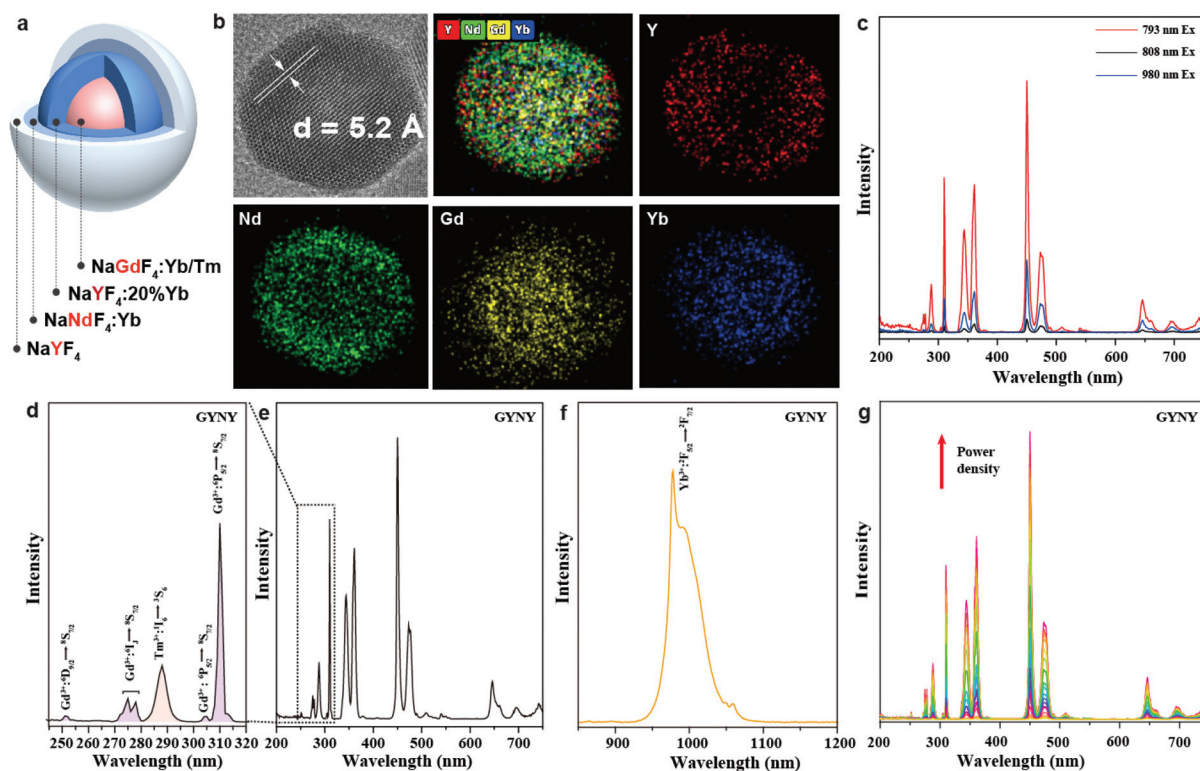 a
NaGdF₄:Yb/Tm
NaYF₄:20%Yb
NaNdF₄:Yb
NaYF₄
b
d = 5.2 Å
Y Nd Gd Yb
Y
Nd
Gd
Yb
c
793 nm Ex
808 nm Ex
980 nm Ex
Intensity
200 300 400 500 600 700
Wavelength (nm)
d
GYNY
Gd³⁺:⁶D₉/₂→⁸S₇/₂
Gd³⁺:⁶I_J→⁸S₇/₂
Tm³⁺:¹I₆→³S₆
Gd³⁺: ⁶P₅/₂→⁸S₇/₂
Gd³⁺:⁶P₅/₂→⁸S₇/₂
Intensity
250 260 270 280 290 300 310 320
Wavelength (nm)
e
GYNY
Intensity
200 300 400 500 600 700
Wavelength (nm)
f
GYNY
Yb³⁺:²F₅/₂→²F₇/₂
Intensity
900 1000 1100 1200
Wavelength (nm)
g
GYNY
Power
density
Intensity
200 300 400 500 600 700
Wavelength (nm)